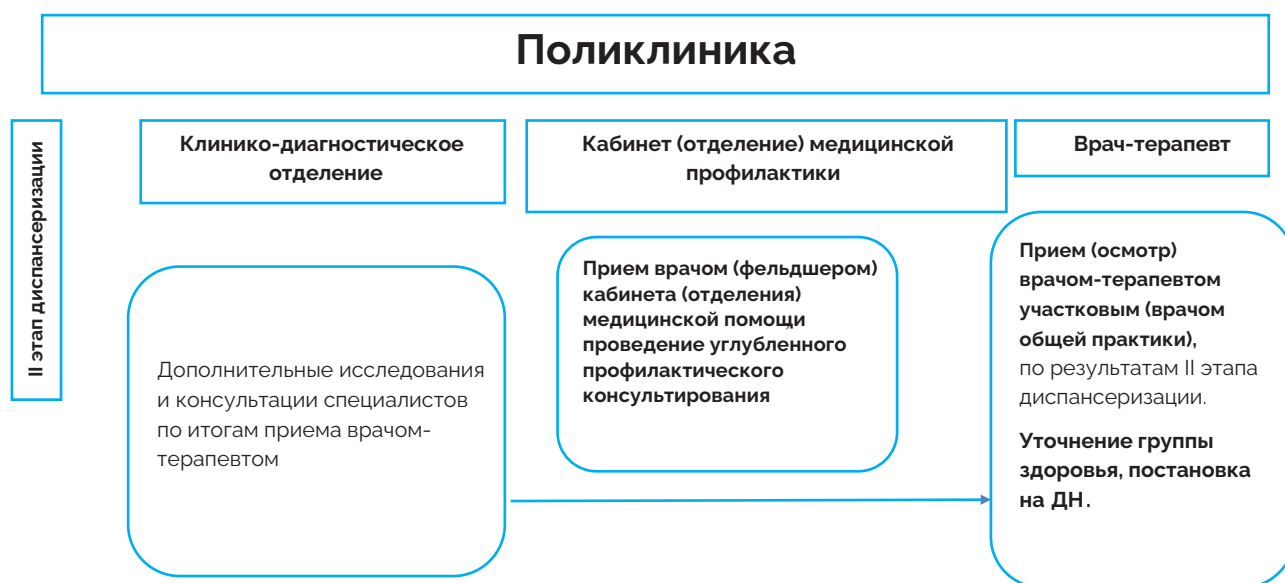 Поликлиника
II этап диспансеризации
Клинико-диагностическое
отделение
Кабинет (отделение) медицинской
профилактики
Врач-терапевт
Дополнительные исследования
и консультации специалистов
по итогам приема врачом-
терапевтом
Прием врачом (фельдшером)
кабинета (отделения)
медицинской помощи
проведение углубленного
профилактического
консультирования
Прием (осмотр)
врачом-терапевтом
участковым (врачом
общей практики),
по результатам II этапа
диспансеризации.
Уточнение группы
здоровья, постановка
на ДН.